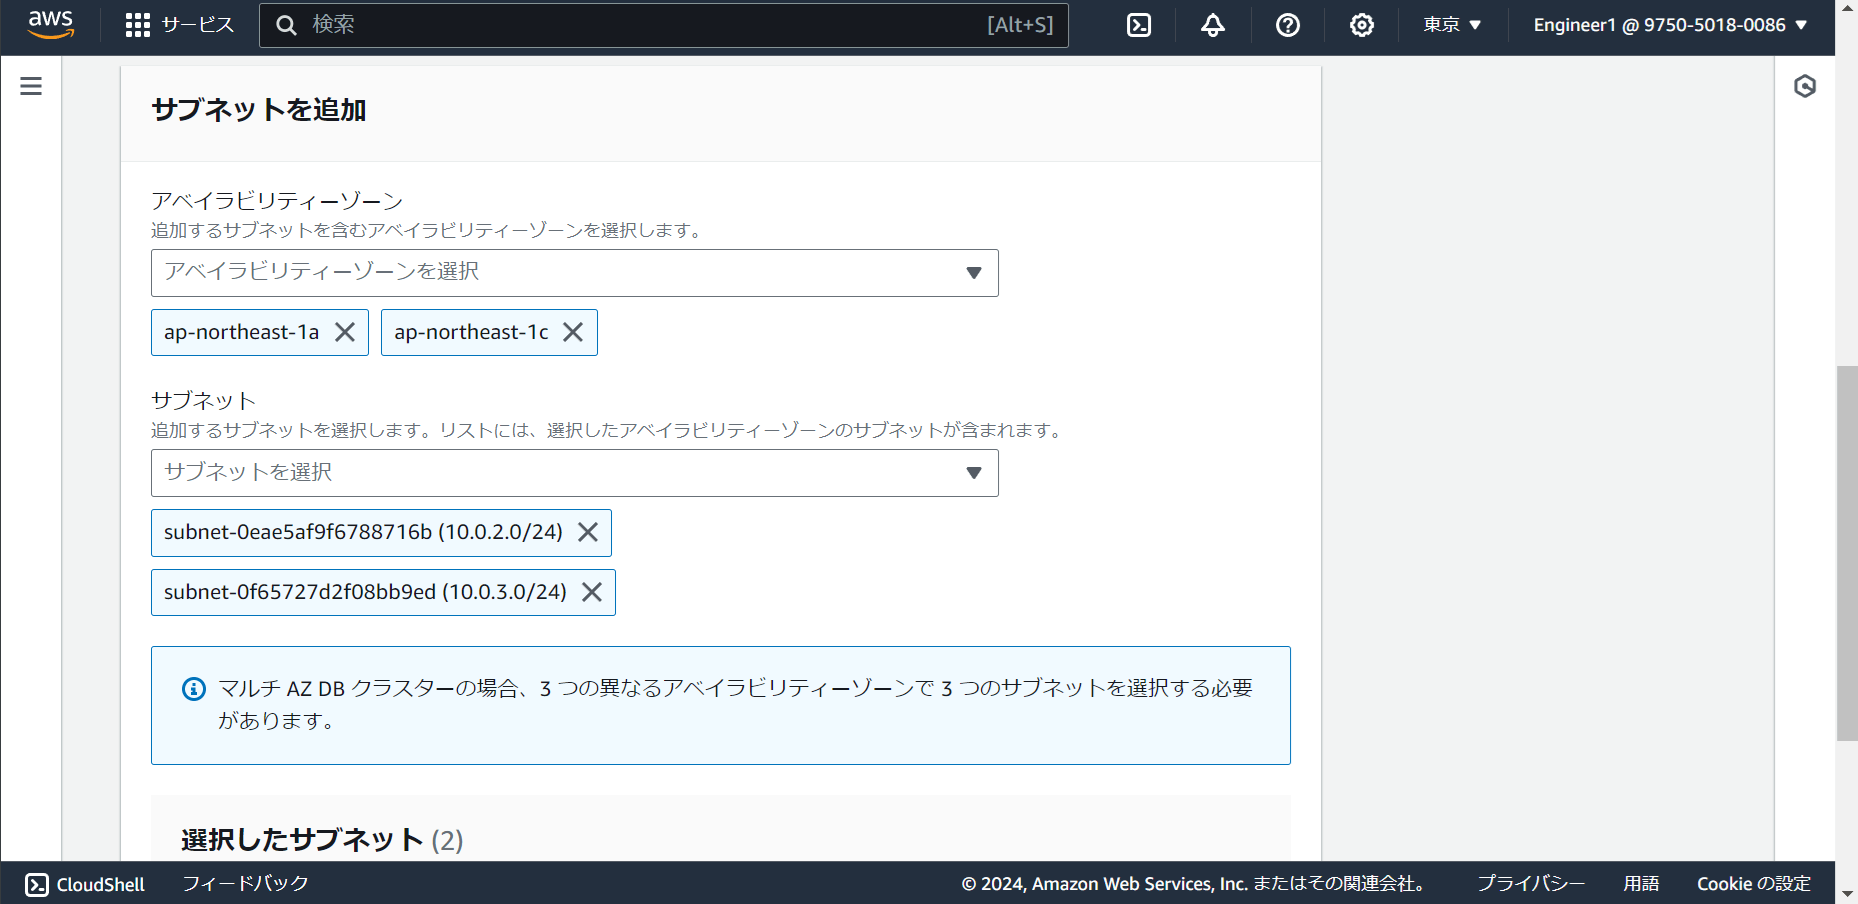 aws
サービス
検索
[Alt+S]
東京 ▼
Engineer1 @ 9750-5018-0086 ▼
サブネットを追加
アベイラビリティーゾーン
追加するサブネットを含むアベイラビリティーゾーンを選択します。
アベイラビリティーゾーンを選択
ap-northeast-1a
ap-northeast-1c
サブネット
追加するサブネットを選択します。リストには、選択したアベイラビリティーゾーンのサブネットが含まれます。
サブネットを選択
subnet-0eae5af9f6788716b (10.0.2.0/24)
subnet-0f65727d2f08bb9ed (10.0.3.0/24)
マルチ AZ DB クラスターの場合、3 つの異なるアベイラビリティーゾーンで 3 つのサブネットを選択する必要
があります。
選択したサブネット (2)
CloudShell
フィードバック
© 2024, Amazon Web Services, Inc. またはその関連会社。
プライバシー
用語
Cookie の設定